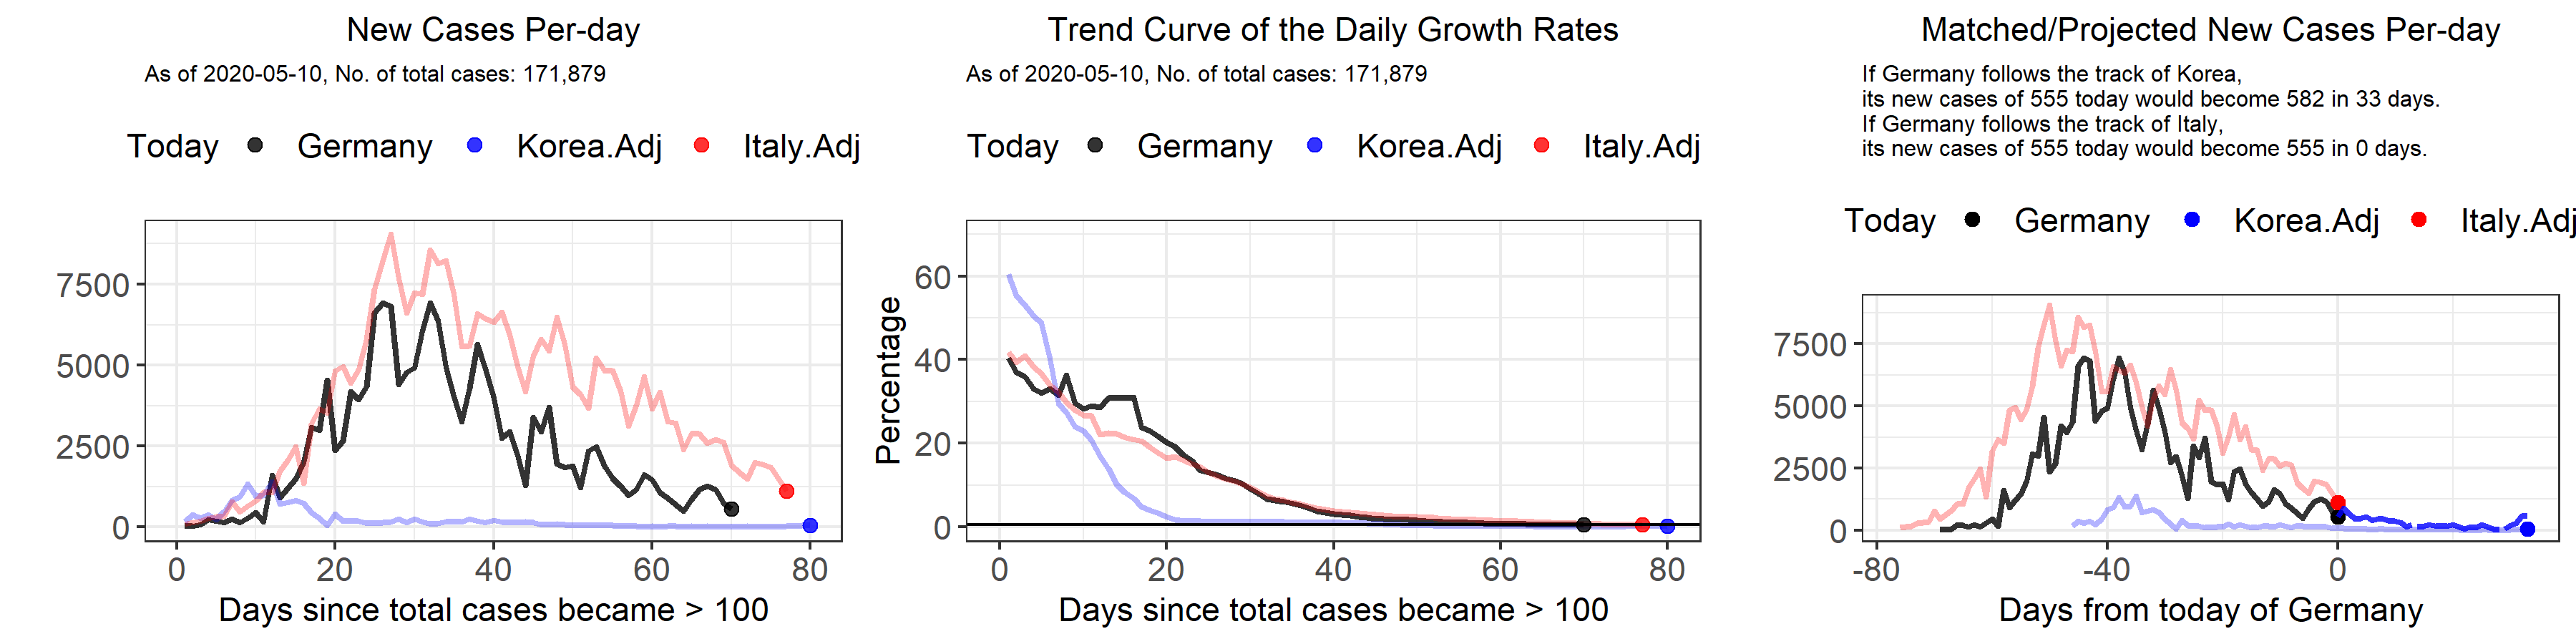 New Cases Per-day
As of 2020-05-10, No. of total cases: 171,879
Today Germany Korea.Adj Italy.Adj
7500
5000
2500
0
0 20 40 60 80
Days since total cases became > 100
Trend Curve of the Daily Growth Rates
As of 2020-05-10, No. of total cases: 171,879
Today Germany Korea.Adj Italy.Adj
Percentage
60
40
20
0
0 20 40 60 80
Days since total cases became > 100
Matched/Projected New Cases Per-day
If Germany follows the track of Korea,
its new cases of 555 today would become 582 in 33 days.
If Germany follows the track of Italy,
its new cases of 555 today would become 555 in 0 days.
Today Germany Korea.Adj Italy.Adj
7500
5000
2500
0
-80 -40 0
Days from today of Germany